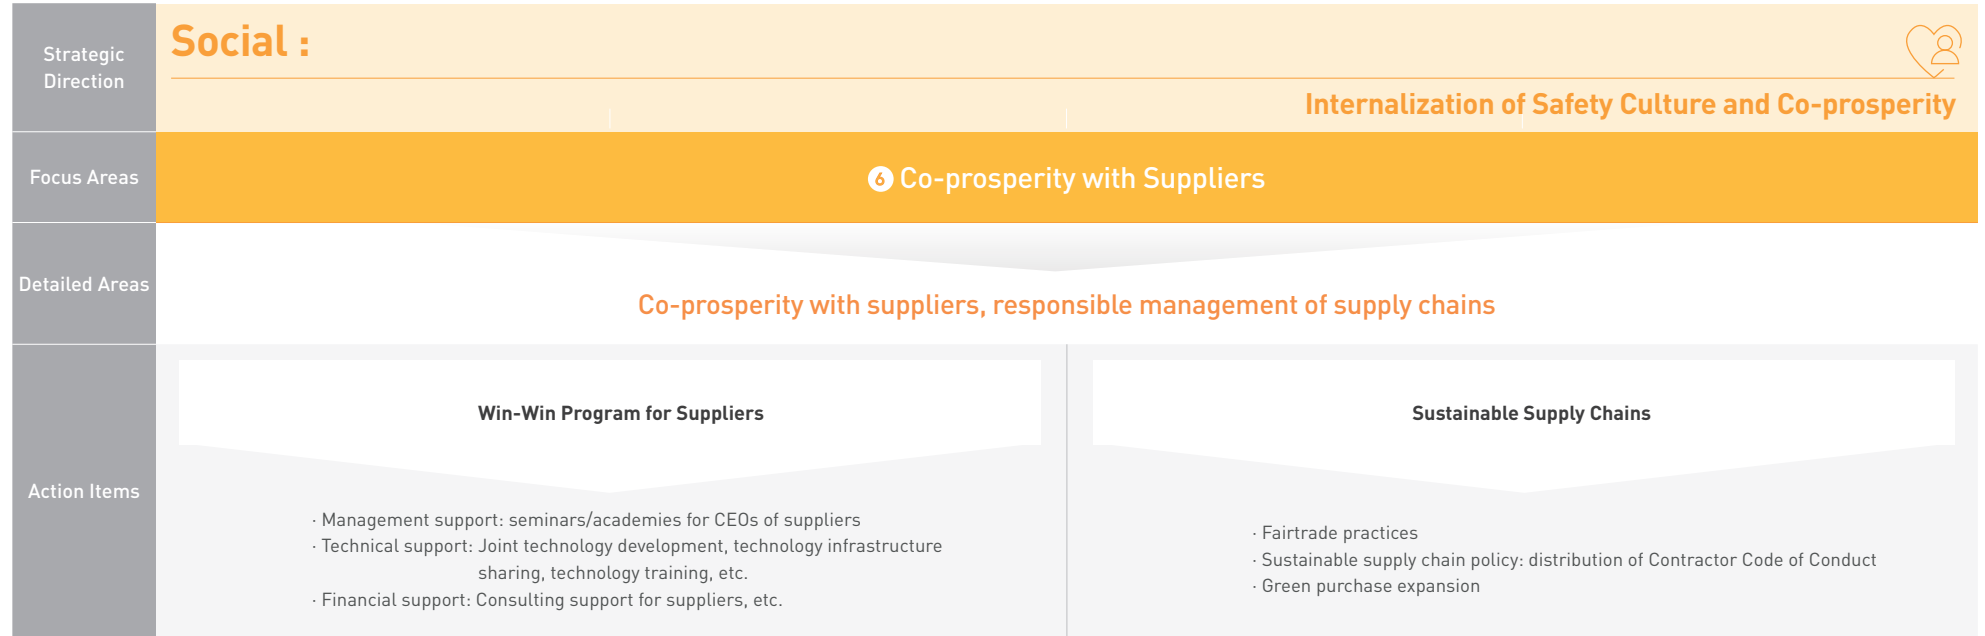 Strategic
Direction
Social :
Internalization of Safety Culture and Co-prosperity
Focus Areas
6 Co-prosperity with Suppliers
Detailed Areas
Co-prosperity with suppliers, responsible management of supply chains
Action Items
Win-Win Program for Suppliers
· Management support: seminars/academies for CEOs of suppliers
· Technical support: Joint technology development, technology infrastructure
sharing, technology training, etc.
· Financial support: Consulting support for suppliers, etc.
Sustainable Supply Chains
· Fairtrade practices
· Sustainable supply chain policy: distribution of Contractor Code of Conduct
· Green purchase expansion